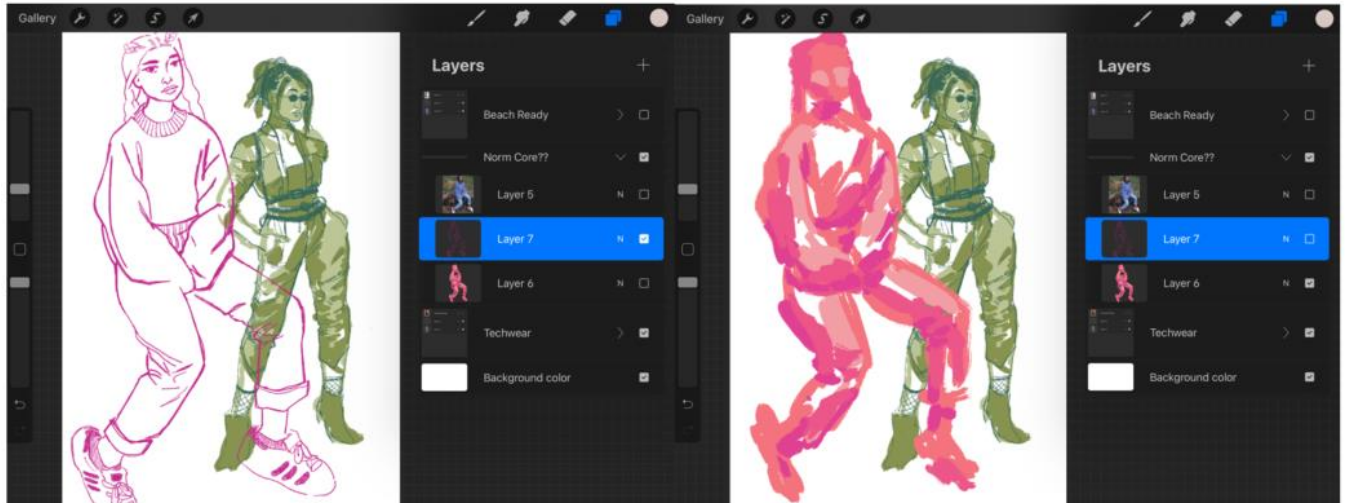 Gallery
Layers
Beach Ready
Norm Core??
Layer 5 N
Layer 7 N
Layer 6 N
Techwear
Background color
Gallery
Layers
Beach Ready
Norm Core??
Layer 5 N
Layer 7 N
Layer 6 N
Techwear
Background color